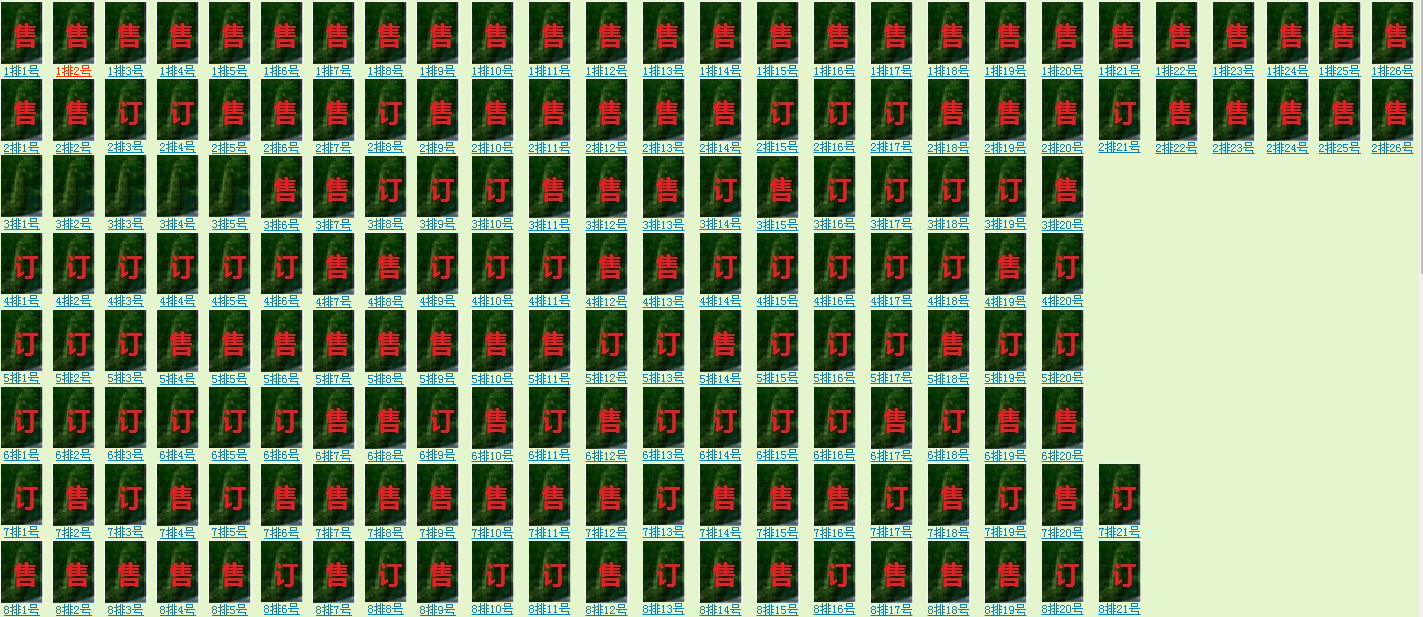 售 售 售 售 售 售 售 售 售 售 售 售 售 售 售 售 售 售 售 售 售 售 售 售 售 售
1排1号 1排2号 1排3号 1排4号 1排5号 1排6号 1排7号 1排8号 1排9号 1排10号 1排11号 1排12号 1排13号 1排14号 1排15号 1排16号 1排17号 1排18号 1排19号 1排20号 1排21号 1排22号 1排23号 1排24号 1排25号 1排26号
售 售 订 订 售 售 售 订 售 售 售 售 售 售 订 订 订 售 售 售 订 售 售 售 售 售
2排1号 2排2号 2排3号 2排4号 2排5号 2排6号 2排7号 2排8号 2排9号 2排10号 2排11号 2排12号 2排13号 2排14号 2排15号 2排16号 2排17号 2排18号 2排19号 2排20号 2排21号 2排22号 2排23号 2排24号 2排25号 2排26号
售 售 订 订 订 售 售 售 订 售 订 订 订 订 售
3排1号 3排2号 3排3号 3排4号 3排5号 3排6号 3排7号 3排8号 3排9号 3排10号 3排11号 3排12号 3排13号 3排14号 3排15号 3排16号 3排17号 3排18号 3排19号 3排20号
订 订 订 订 订 订 售 售 订 订 订 售 售 订 订 订 订 订 售 订
4排1号 4排2号 4排3号 4排4号 4排5号 4排6号 4排7号 4排8号 4排9号 4排10号 4排11号 4排12号 4排13号 4排14号 4排15号 4排16号 4排17号 4排18号 4排19号 4排20号
订 订 订 售 售 售 售 售 售 售 售 订 订 售 订 订 订 售 订 订
5排1号 5排2号 5排3号 5排4号 5排5号 5排6号 5排7号 5排8号 5排9号 5排10号 5排11号 5排12号 5排13号 5排14号 5排15号 5排16号 5排17号 5排18号 5排19号 5排20号
订 订 订 订 订 订 售 售 订 售 订 售 订 订 订 订 售 订 售 售
6排1号 6排2号 6排3号 6排4号 6排5号 6排6号 6排7号 6排8号 6排9号 6排10号 6排11号 6排12号 6排13号 6排14号 6排15号 6排16号 6排17号 6排18号 6排19号 6排20号
订 售 订 售 订 售 售 售 售 售 售 售 订 售 售 售 订 售 订 售 订
7排1号 7排2号 7排3号 7排4号 7排5号 7排6号 7排7号 7排8号 7排9号 7排10号 7排11号 7排12号 7排13号 7排14号 7排15号 7排16号 7排17号 7排18号 7排19号 7排20号 7排21号
售 售 售 售 售 订 售 订 售 订 订 售 订 售 售 订 售 售 售 订 订
8排1号 8排2号 8排3号 8排4号 8排5号 8排6号 8排7号 8排8号 8排9号 8排10号 8排11号 8排12号 8排13号 8排14号 8排15号 8排16号 8排17号 8排18号 8排19号 8排20号 8排21号